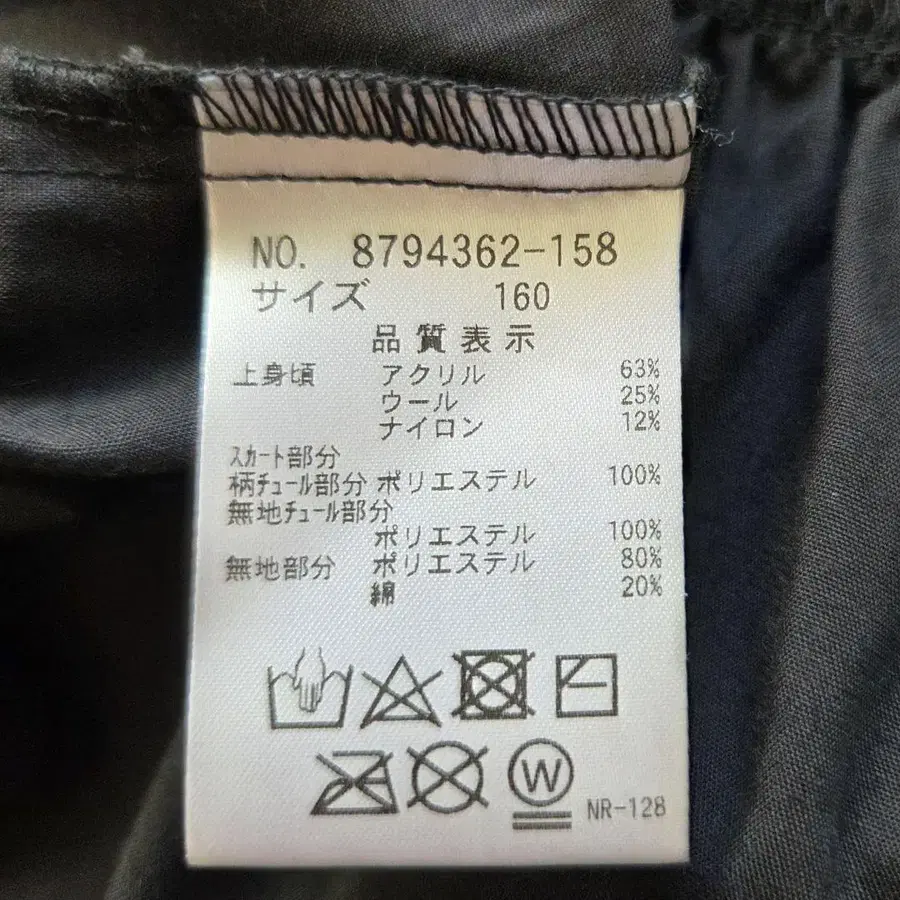 NO. 8794362-158
サイズ 160
品質表示
上身頃 アクリル 63%
ウール 25%
ナイロン 12%
スカート部分
柄チュール部分 ポリエステル 100%
無地チュール部分
ポリエステル 100%
無地部分 ポリエステル 80%
綿 20%
W
NR-128